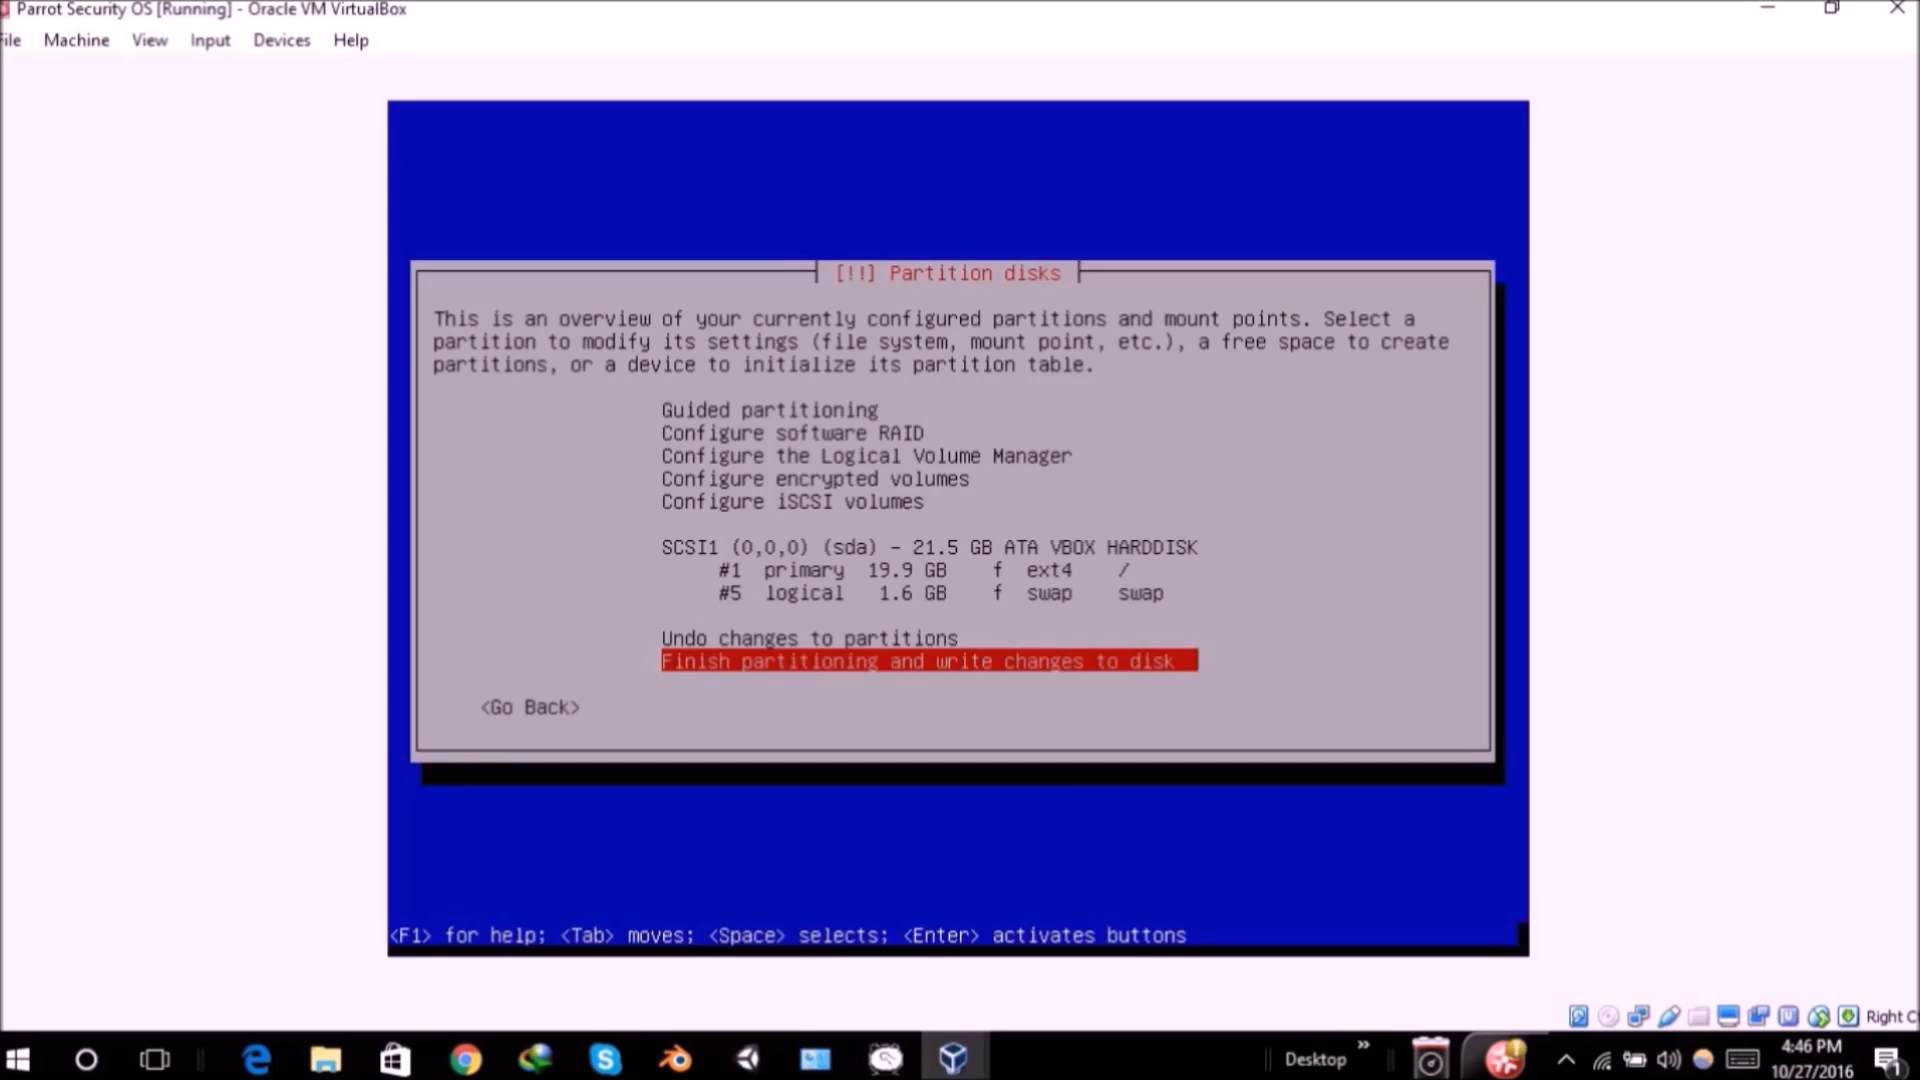 Parrot Security OS [Running] - Oracle VM VirtualBox
File Machine View Input Devices Help
[!!] Partition disks
This is an overview of your currently configured partitions and mount points. Select a
partition to modify its settings (file system, mount point, etc.), a free space to create
partitions, or a device to initialize its partition table.
Guided partitioning
Configure software RAID
Configure the Logical Volume Manager
Configure encrypted volumes
Configure iSCSI volumes
SCSI1 (0,0,0) (sda) - 21.5 GB ATA VBOX HARDDISK
#1 primary 19.9 GB f ext4 /
#5 logical 1.6 GB f swap swap
Undo changes to partitions
Finish partitioning and write changes to disk
<Go Back>
<F1> for help; <Tab> moves; <Space> selects; <Enter> activates buttons
Right C
Desktop
4:46 PM
10/27/2016
1